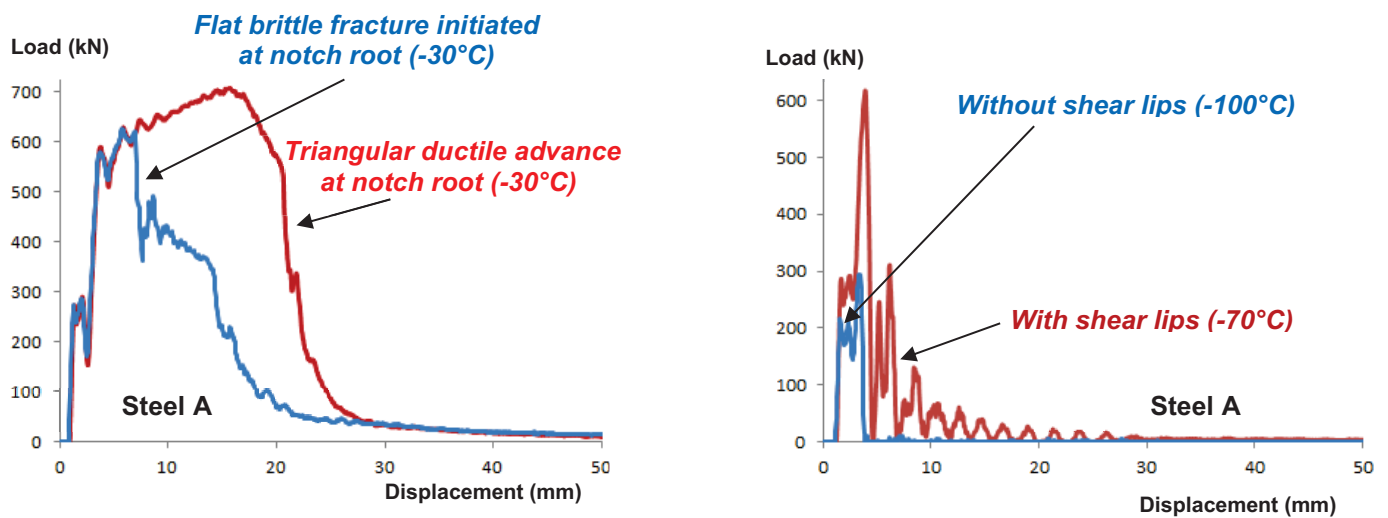 Flat brittle fracture initiated
at notch root (-30°C)
Load (kN)
700
600
500
400
300
200
100
0
Triangular ductile advance
at notch root (-30°C)
Steel A
0
10
20
30
40
50
Displacement (mm)
Load (kN)
600
500
400
300
200
100
0
Without shear lips (-100°C)
With shear lips (-70°C)
Steel A
0
10
20
30
40
50
Displacement (mm)